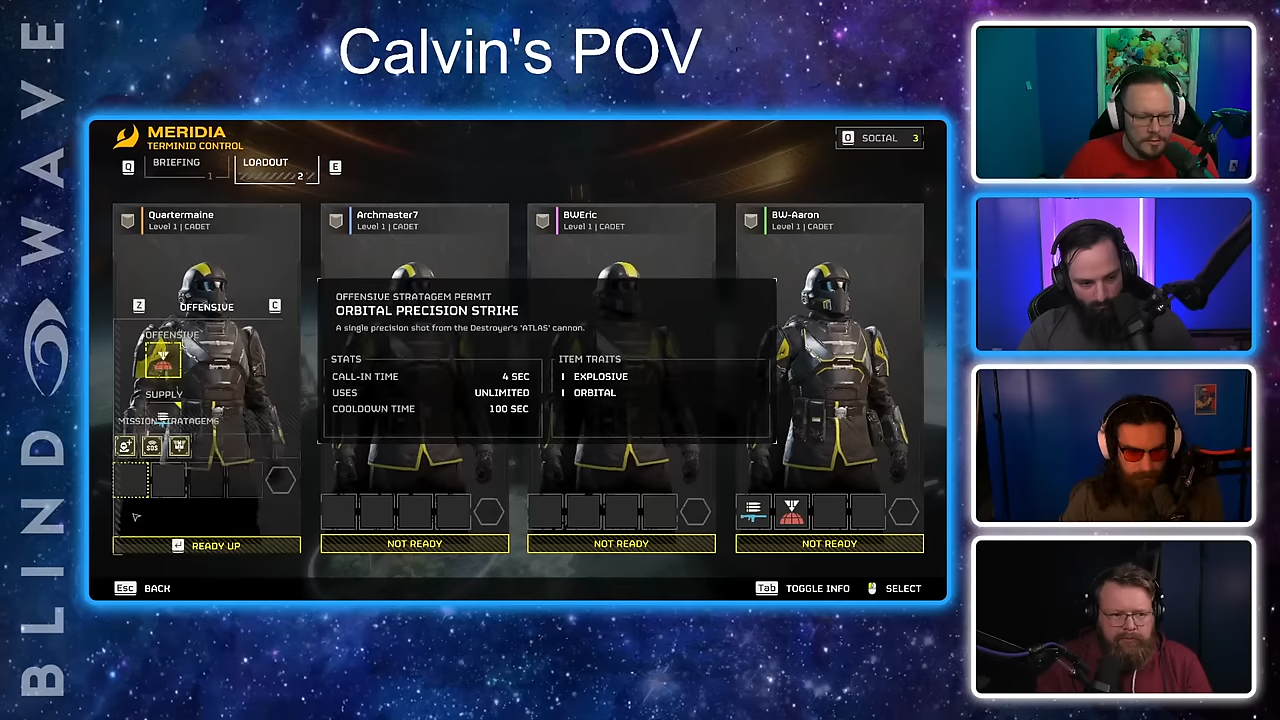 Calvin's POV
BLIND WAVE
MERIDIA
TERMINID CONTROL
Q
BRIEFING
1
LOADOUT
2
E
O SOCIAL 3
Quartermaine
Level 1 | CADET
Archmaster7
Level 1 | CADET
BWEric
Level 1 | CADET
BW-Aaron
Level 1 | CADET
Z OFFENSIVE C
OFFENSIVE
SUPPLY
MISSION STRATAGEMS
SOS
OFFENSIVE STRATAGEM PERMIT
ORBITAL PRECISION STRIKE
A single precision shot from the Destroyer's 'ATLAS' cannon.
STATS
CALL-IN TIME 4 SEC
USES UNLIMITED
COOLDOWN TIME 100 SEC
ITEM TRAITS
EXPLOSIVE
ORBITAL
READY UP
NOT READY
NOT READY
NOT READY
Esc BACK
Tab TOGGLE INFO
SELECT